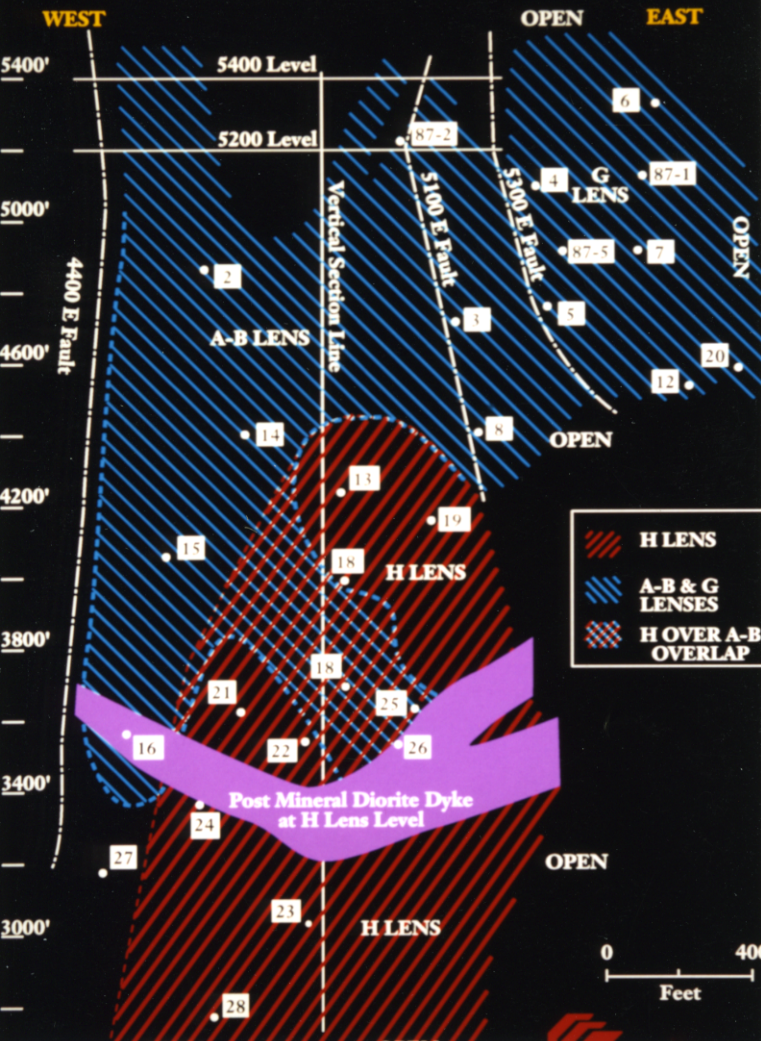 WEST
OPEN
EAST
5400'
5400 Level
6
87-2
5200 Level
4
G
LENS
87-1
5000'
Vertical Section Line
5100 E Fault
5300 E Fault
OPEN
87-5
7
2
4400 E Fault
3
5
A-B LENS
4600'
20
12
14
8
OPEN
13
4200'
19
15
18
H LENS
H LENS
A-B & G
LENSES
H OVER A-B
OVERLAP
3800'
18
21
25
16
22
26
3400'
Post Mineral Diorite Dyke
at H Lens Level
24
27
OPEN
23
3000'
H LENS
0
Feet
28